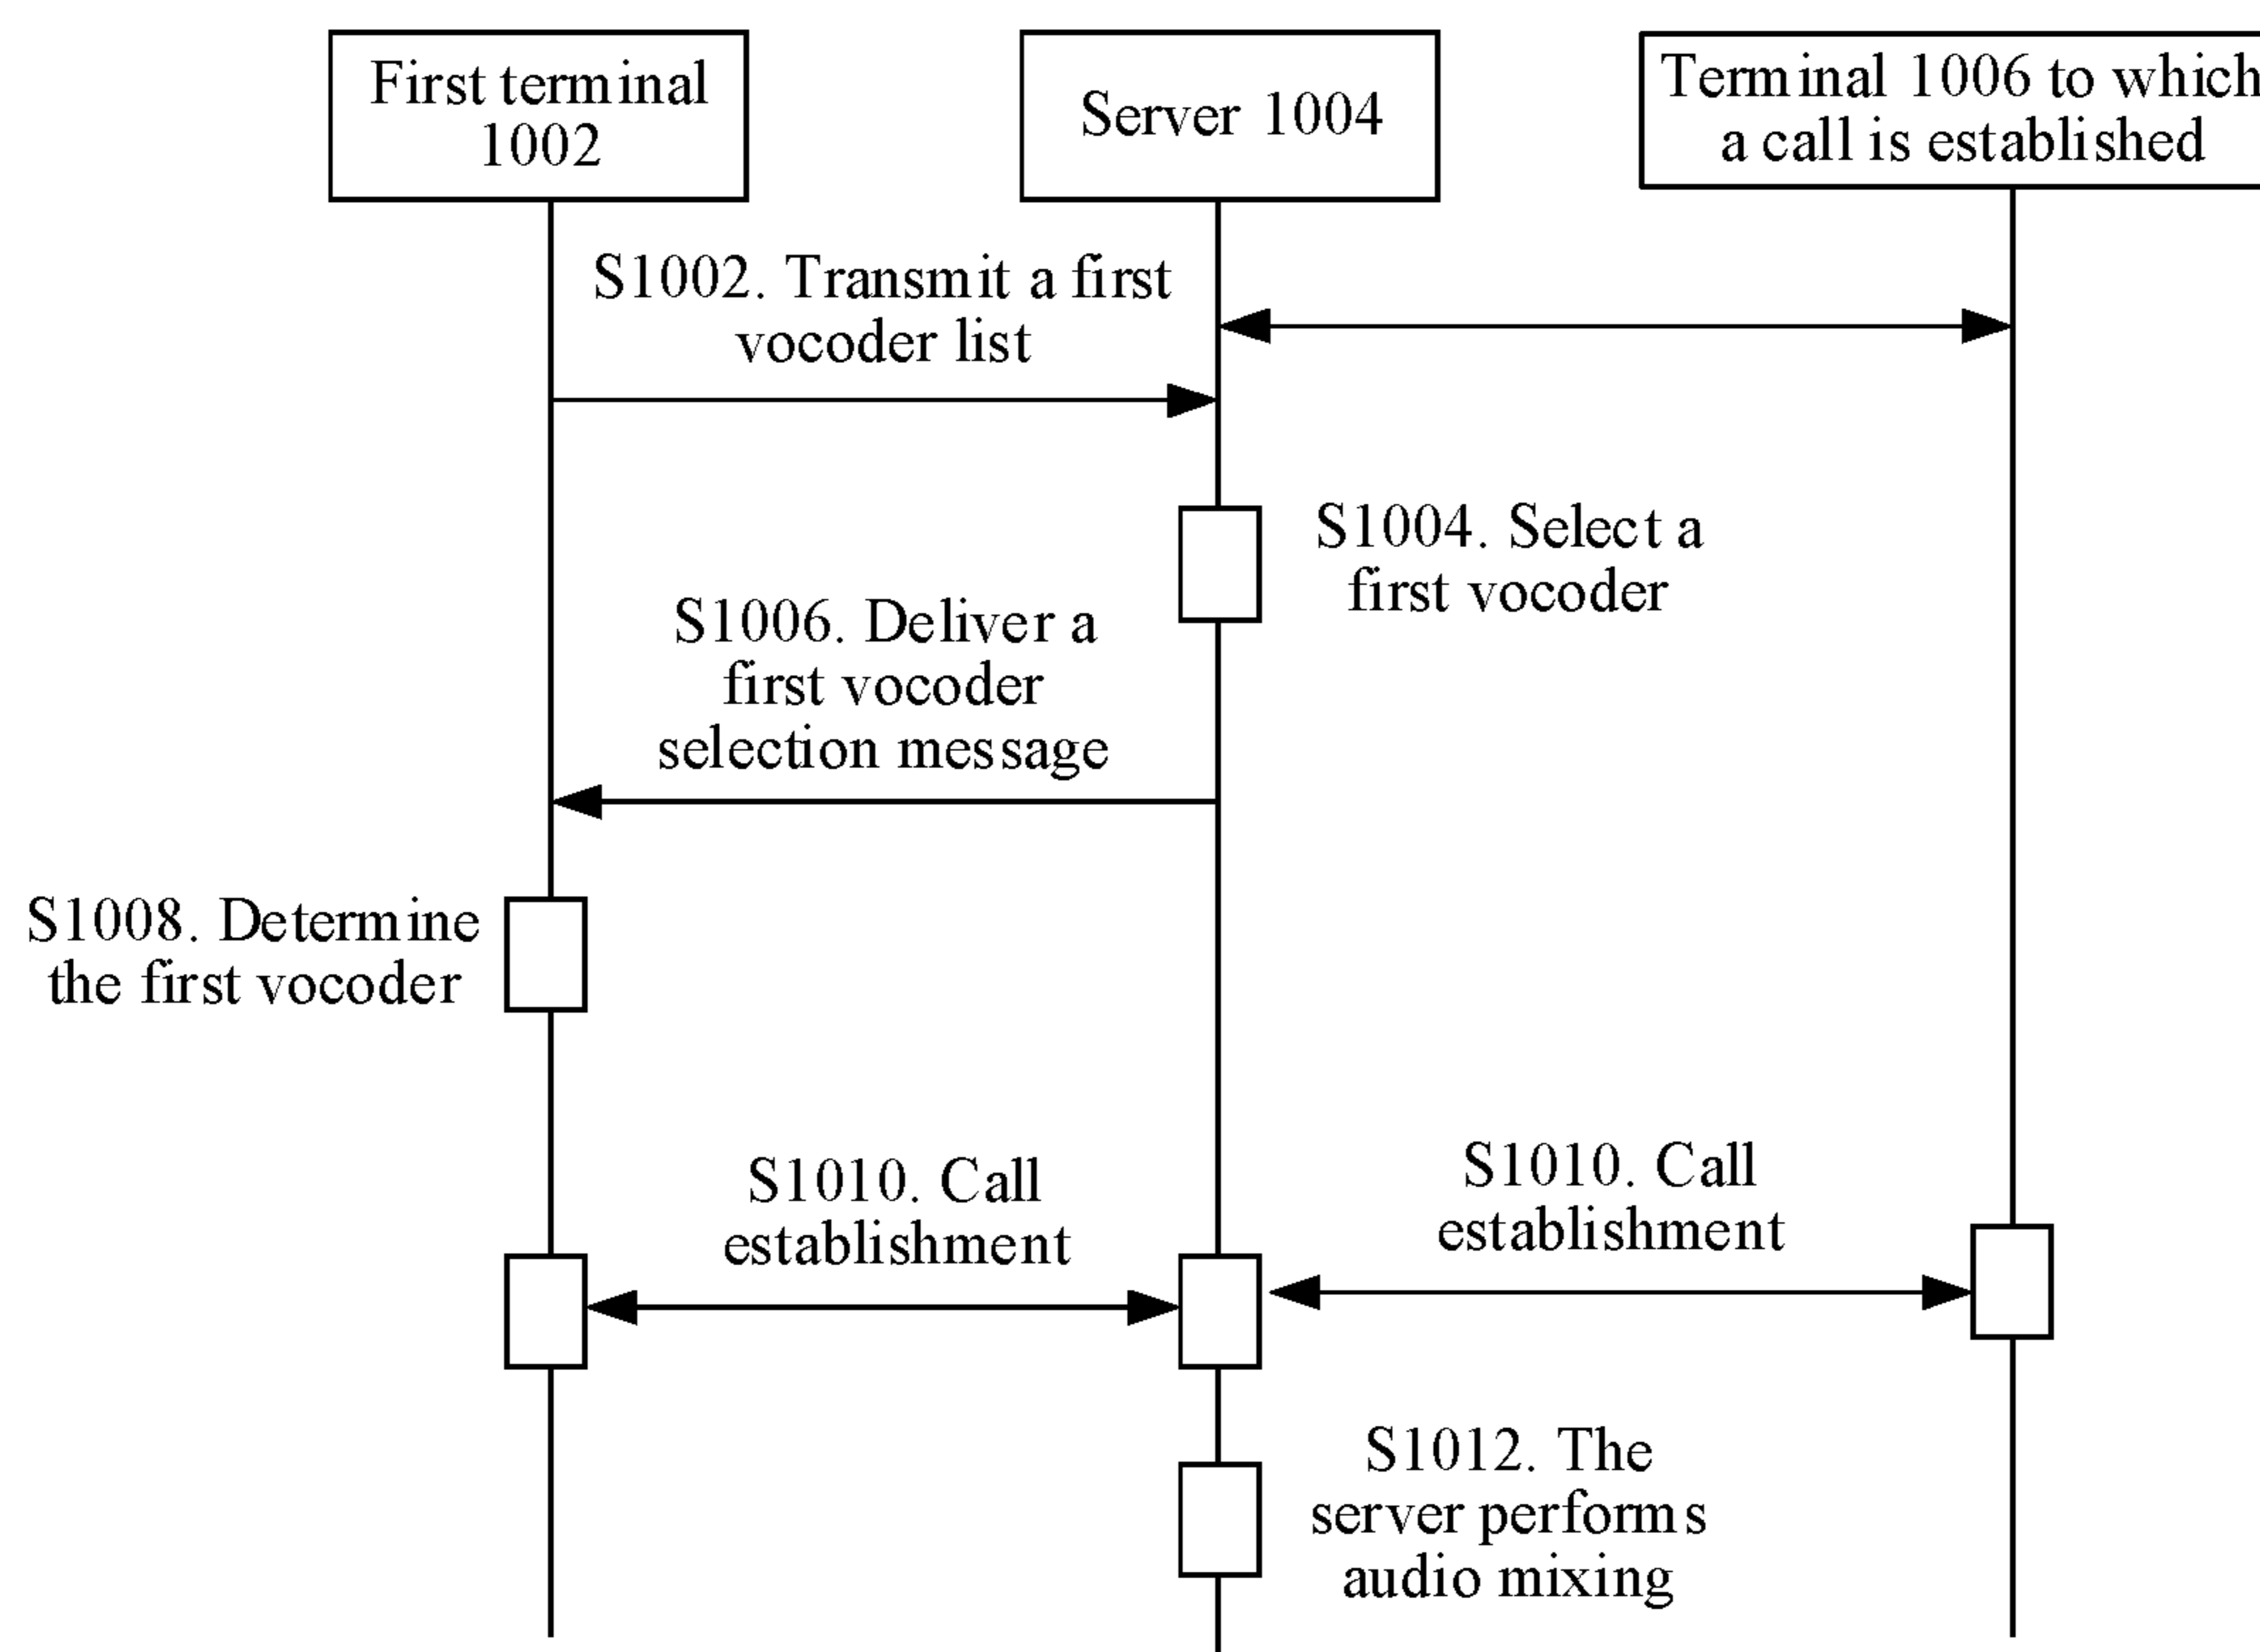 First terminal
1002
Server 1004
Terminal 1006 to which
a call is established
S1002. Transmit a first
vocoder list
S1004. Select a
first vocoder
S1006. Deliver a
first vocoder
selection message
S1008. Determine
the first vocoder
S1010. Call
establishment
S1010. Call
establishment
S1012. The
server performs
audio mixing